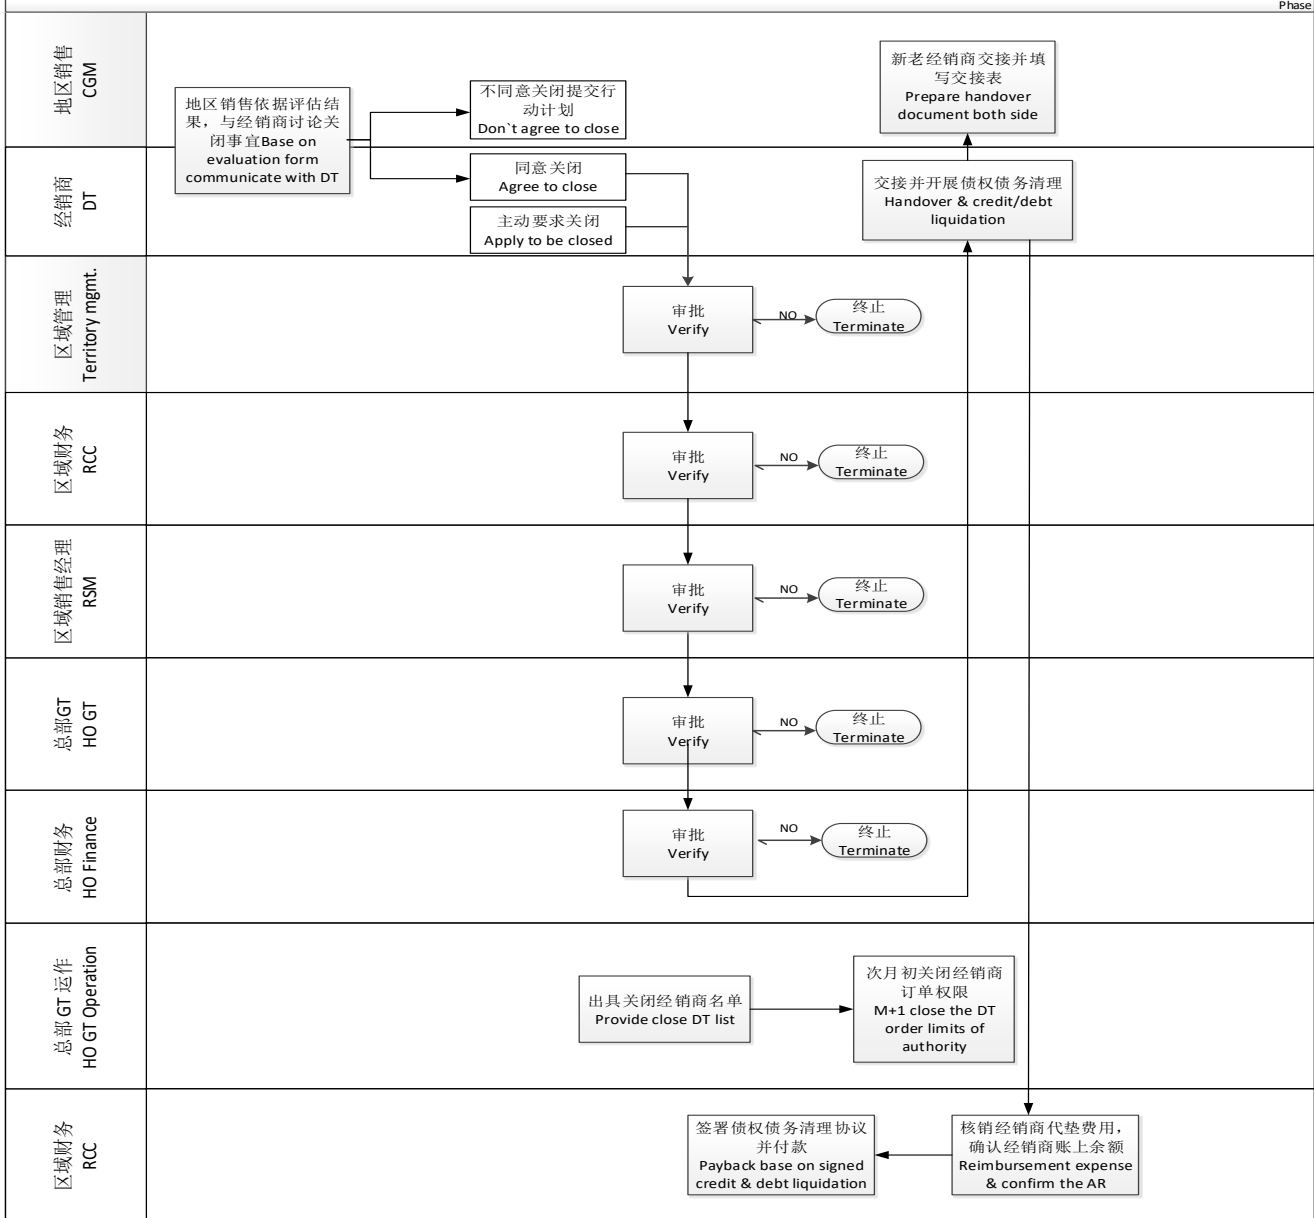 Phase
地区销售
CGM
地区销售依据评估结
果，与经销商讨论关
闭事宜Base on
evaluation form
communicate with DT
不同意关闭提交行
动计划
Don`t agree to close
新老经销商交接并填
写交接表
Prepare handover
document both side
经销商
DT
同意关闭
Agree to close
主动要求关闭
Apply to be closed
交接并开展债权债务清理
Handover & credit/debt
liquidation
区域管理
Territory mgmt.
审批
Verify
NO
终止
Terminate
区域财务
RCC
审批
Verify
NO
终止
Terminate
区域销售经理
RSM
审批
Verify
NO
终止
Terminate
总部GT
HO GT
审批
Verify
NO
终止
Terminate
总部财务
HO Finance
审批
Verify
NO
终止
Terminate
总部 GT 运作
HO GT Operation
出具关闭经销商名单
Provide close DT list
次月初关闭经销商
订单权限
M+1 close the DT
order limits of
authority
区域财务
RCC
签署债权债务清理协议
并付款
Payback base on signed
credit & debt liquidation
核销经销商代垫费用，
确认经销商账上余额
Reimbursement expense
& confirm the AR